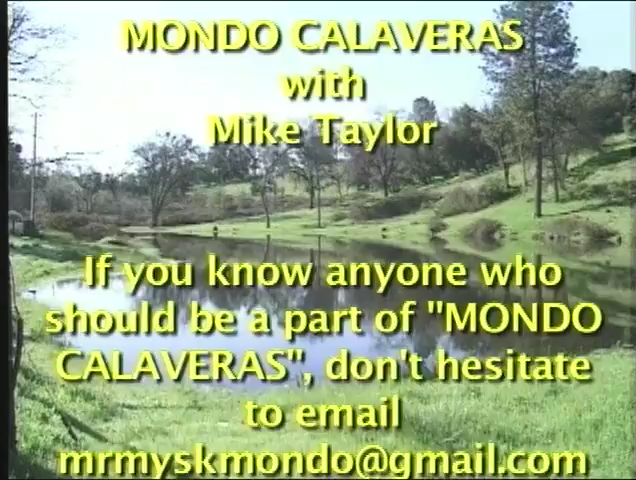 MONDO CALAVERAS
with
Mike Taylor
If you know anyone who
should be a part of "MONDO
CALAVERAS", don't hesitate
to email
mrmyskmondo@gmail.com